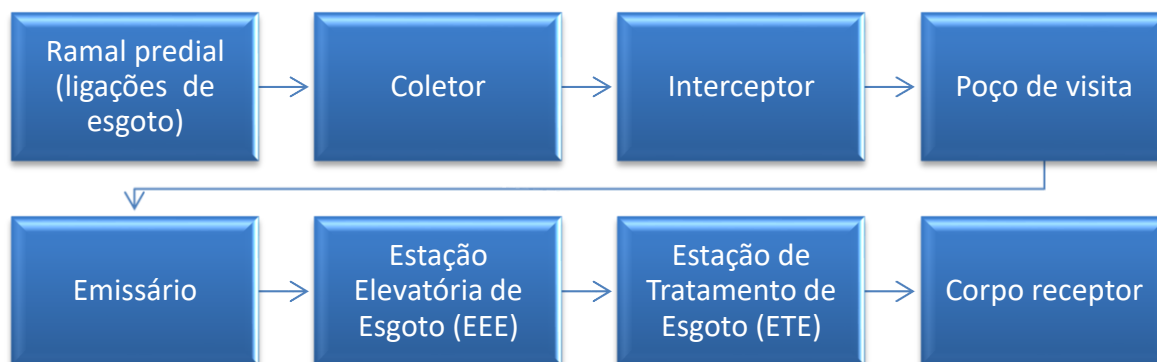 Ramal predial
(ligações de
esgoto)
Coletor
Interceptor
Poço de visita
Emissário
Estação
Elevatória de
Esgoto (EEE)
Estação de
Tratamento de
Esgoto (ETE)
Corpo receptor